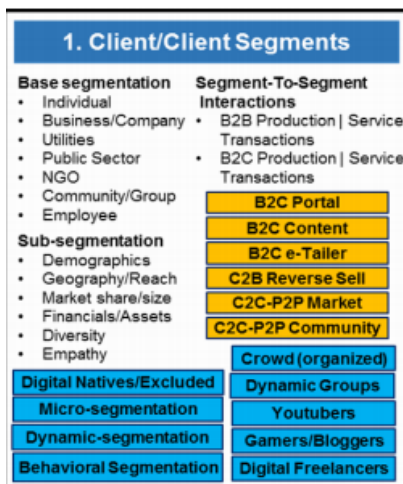 1. Client/Client Segments
Base segmentation
• Individual
• Business/Company
• Utilities
• Public Sector
• NGO
• Community/Group
• Employee
Sub-segmentation
• Demographics
• Geography/Reach
• Market share/size
• Financials/Assets
• Diversity
• Empathy
Digital Natives/Excluded
Micro-segmentation
Dynamic-segmentation
Behavioral Segmentation
Segment-To-Segment
Interactions
• B2B Production | Service
Transactions
• B2C Production | Service
Transactions
B2C Portal
B2C Content
B2C e-Tailer
C2B Reverse Sell
C2C-P2P Market
C2C-P2P Community
Crowd (organized)
Dynamic Groups
Youtubers
Gamers/Bloggers
Digital Freelancers